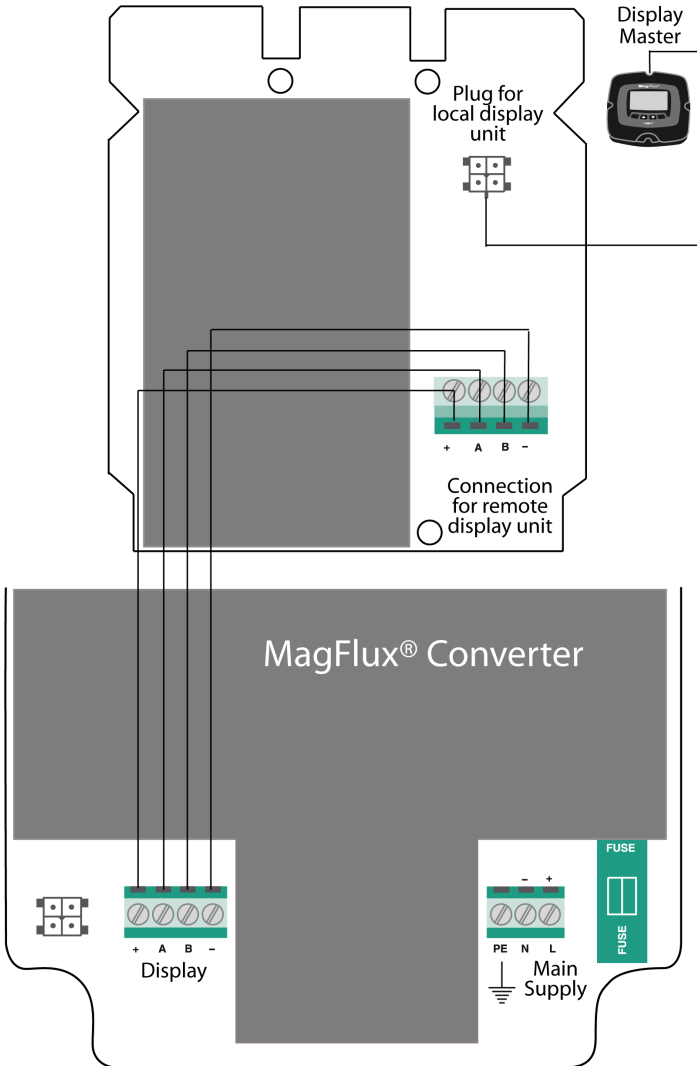 Display
Master
MagFlux®
Plug for
local display
unit
+ A B −
Connection
for remote
display unit
MagFlux® Converter
FUSE
− +
+ A B −
Display
PE N L
Main
Supply
FUSE